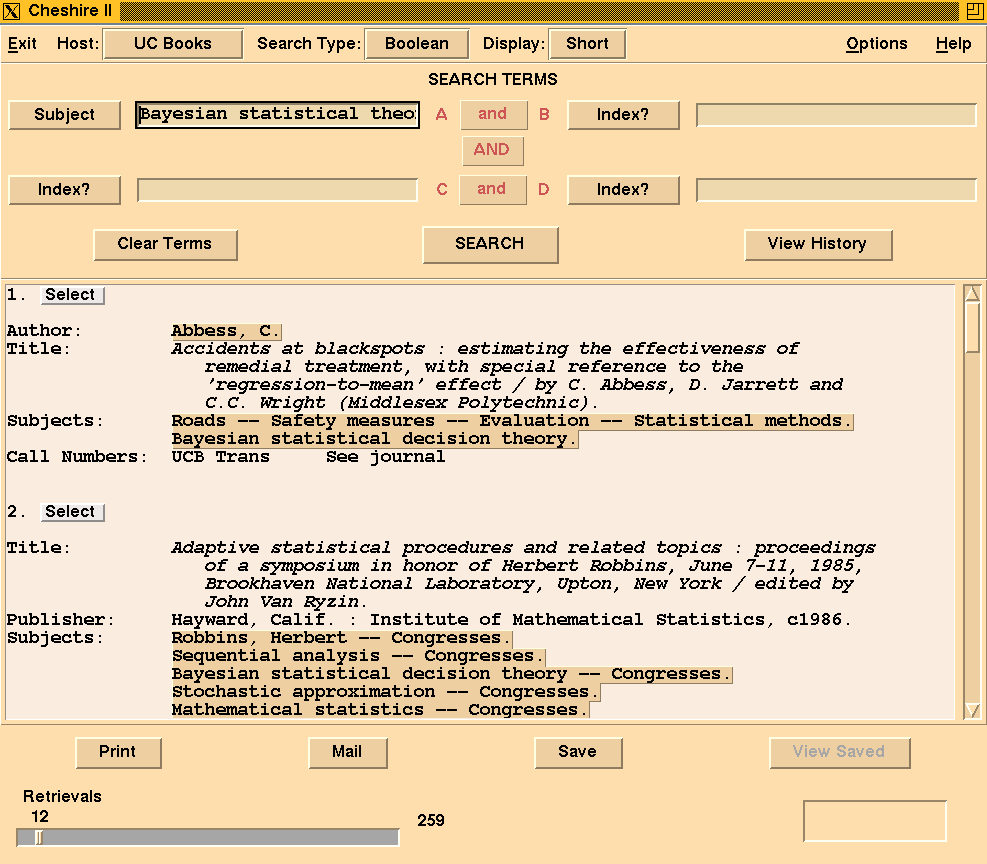 X Cheshire II
Exit Host: UC Books Search Type: Boolean Display: Short Options Help
SEARCH TERMS
Subject Bayesian statistical theo A and B Index?
AND
Index? C and D Index?
Clear Terms SEARCH View History
1. Select
Author: Abbess, C.
Title: Accidents at blackspots : estimating the effectiveness of
remedial treatment, with special reference to the
'regression-to-mean' effect / by C. Abbess, D. Jarrett and
C.C. Wright (Middlesex Polytechnic).
Subjects: Roads -- Safety measures -- Evaluation -- Statistical methods.
Bayesian statistical decision theory.
Call Numbers: UCB Trans See journal
2. Select
Title: Adaptive statistical procedures and related topics : proceedings
of a symposium in honor of Herbert Robbins, June 7-11, 1985,
Brookhaven National Laboratory, Upton, New York / edited by
John Van Ryzin.
Publisher: Hayward, Calif. : Institute of Mathematical Statistics, c1986.
Subjects: Robbins, Herbert -- Congresses.
Sequential analysis -- Congresses.
Bayesian statistical decision theory -- Congresses.
Stochastic approximation -- Congresses.
Mathematical statistics -- Congresses.
Print Mail Save View Saved
Retrievals
12 259